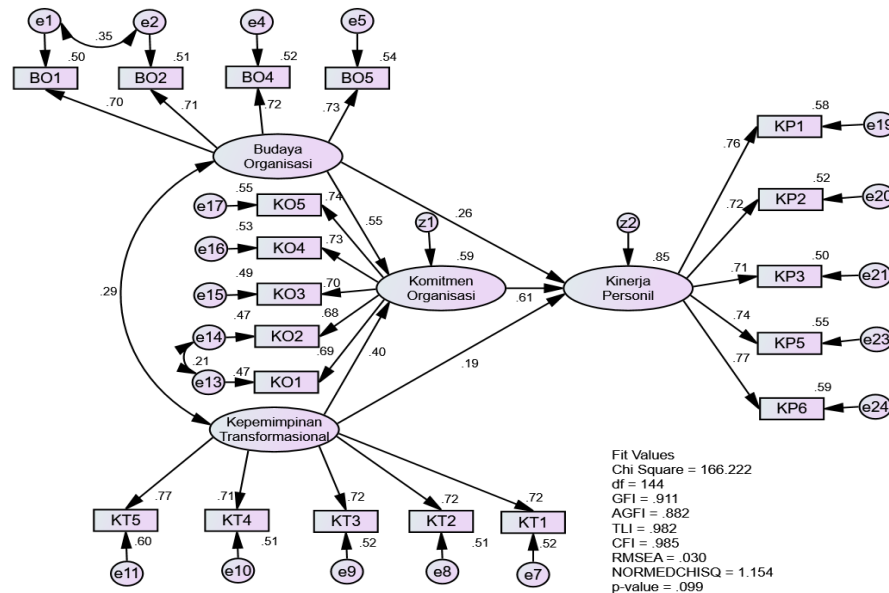 e1
e2
e4
e5
.35
.50
.51
.52
.54
BO1
BO2
BO4
BO5
.70
.71
.72
.73
Budaya
Organisasi
.58
KP1
e19
.76
.52
KP2
e20
.72
.50
KP3
e21
.71
.55
KP5
e23
.74
.59
KP6
e24
.77
e17
.55
KO5
.74
e16
.53
KO4
.73
e15
.49
KO3
.70
e14
.47
KO2
.68
.21
e13
.47
KO1
.69
.55
.26
z1
z2
.59
Komitmen
Organisasi
.61
.85
Kinerja
Personil
.29
.40
.19
Kepemimpinan
Transformasional
.77
.71
.72
.72
.72
KT5
KT4
KT3
KT2
KT1
.60
.51
.52
.51
.52
e11
e10
e9
e8
e7
Fit Values
Chi Square = 166.222
df = 144
GFI = .911
AGFI = .882
TLI = .982
CFI = .985
RMSEA = .030
NORMEDCHISQ = 1.154
p-value = .099